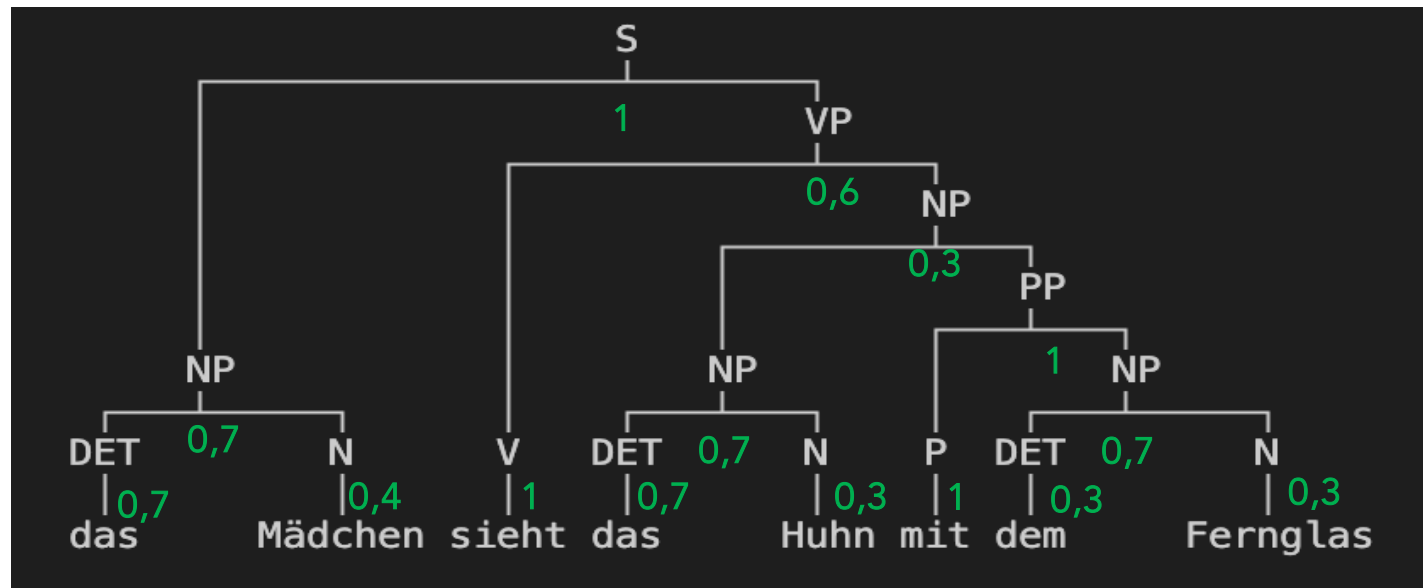 S
1
VP
0,6
NP
0,3
PP
NP
NP
1
NP
DET
0,7
N
V
DET
0,7
N
P
DET
0,7
N
0,7
0,4
1
0,7
0,3
1
0,3
0,3
das
Mädchen
sieht
das
Huhn
mit
dem
Fernglas